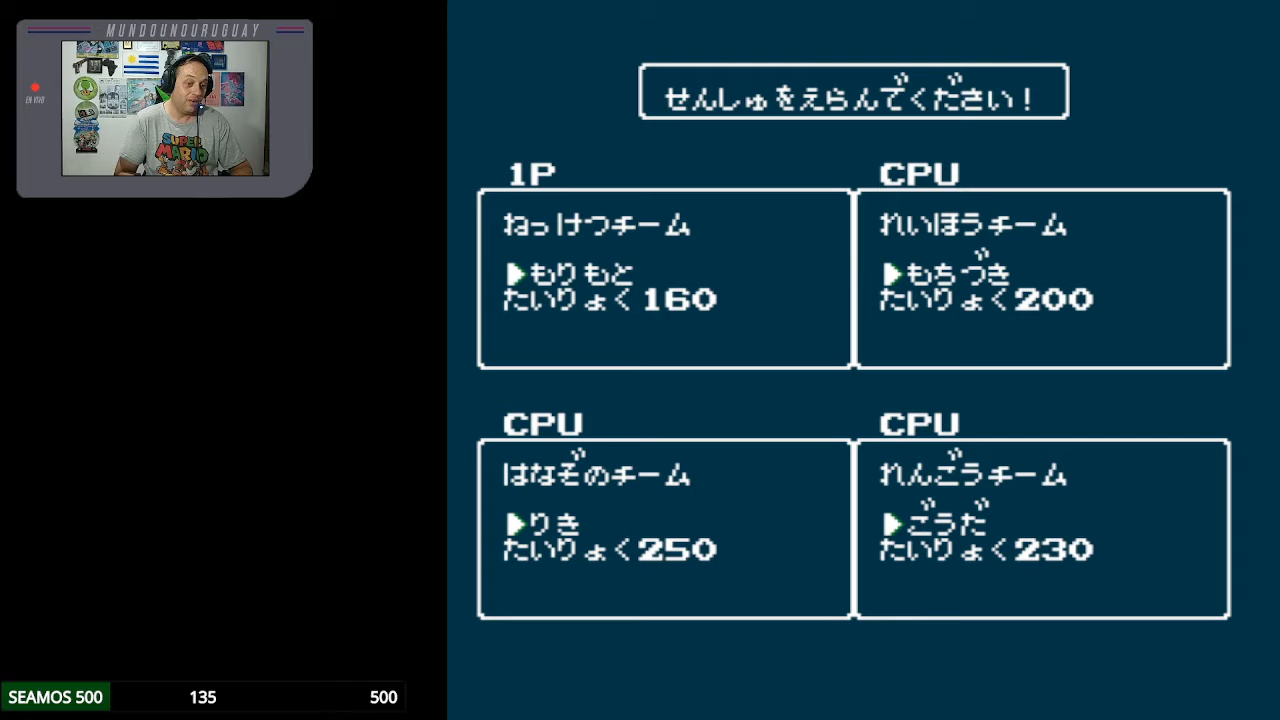 MUNDOUNOURUGUAY
EN VIVO
せんしゅをえらんでください！
1P
ねっけつチーム
▶もりもと
たいりょく160
CPU
れいほうチーム
▶もちづき
たいりょく200
CPU
はなぞのチーム
▶りき
たいりょく250
CPU
れんごうチーム
▶ごうだ
たいりょく230
SUPER
MARIO
SEAMOS 500 135 500